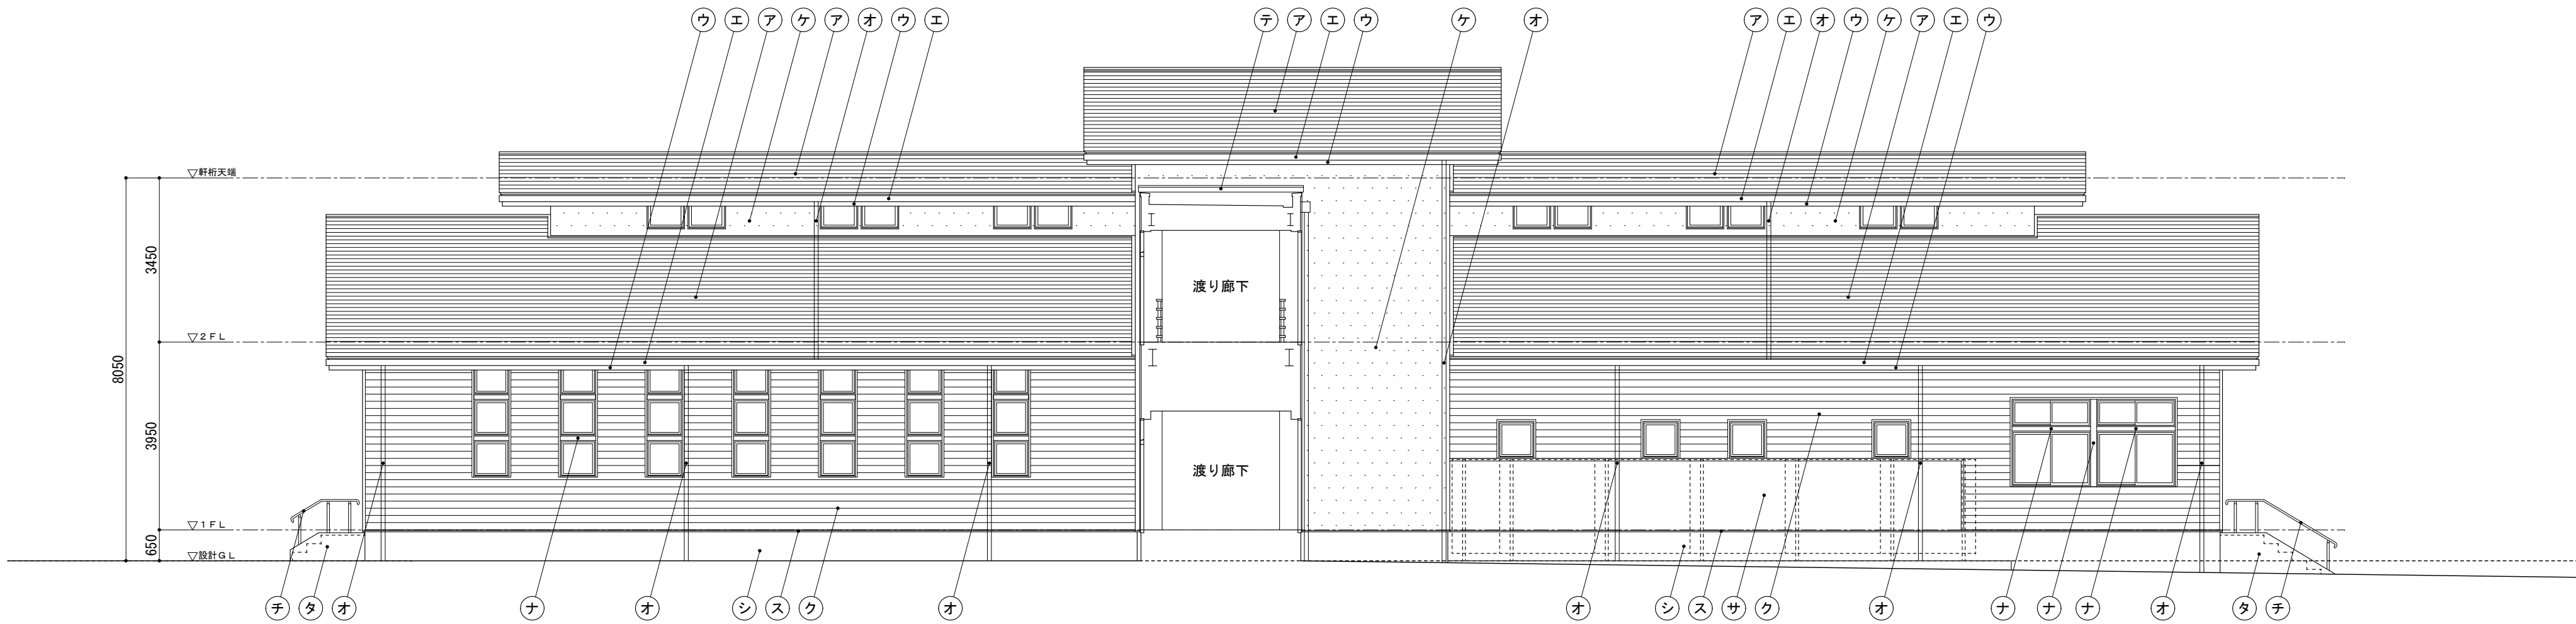 ウ エ ア ケ ア オ ウ エ テ ア エ ウ ケ オ ア エ オ ウ ケ ア エ ウ
▽軒桁天端
3450
渡り廊下
▽2FL
8050
3950
渡り廊下
▽1FL
650
▽設計GL
チ タ オ ナ オ シ ス ク オ オ シ ス サ ク オ ナ ナ ナ オ タ チ